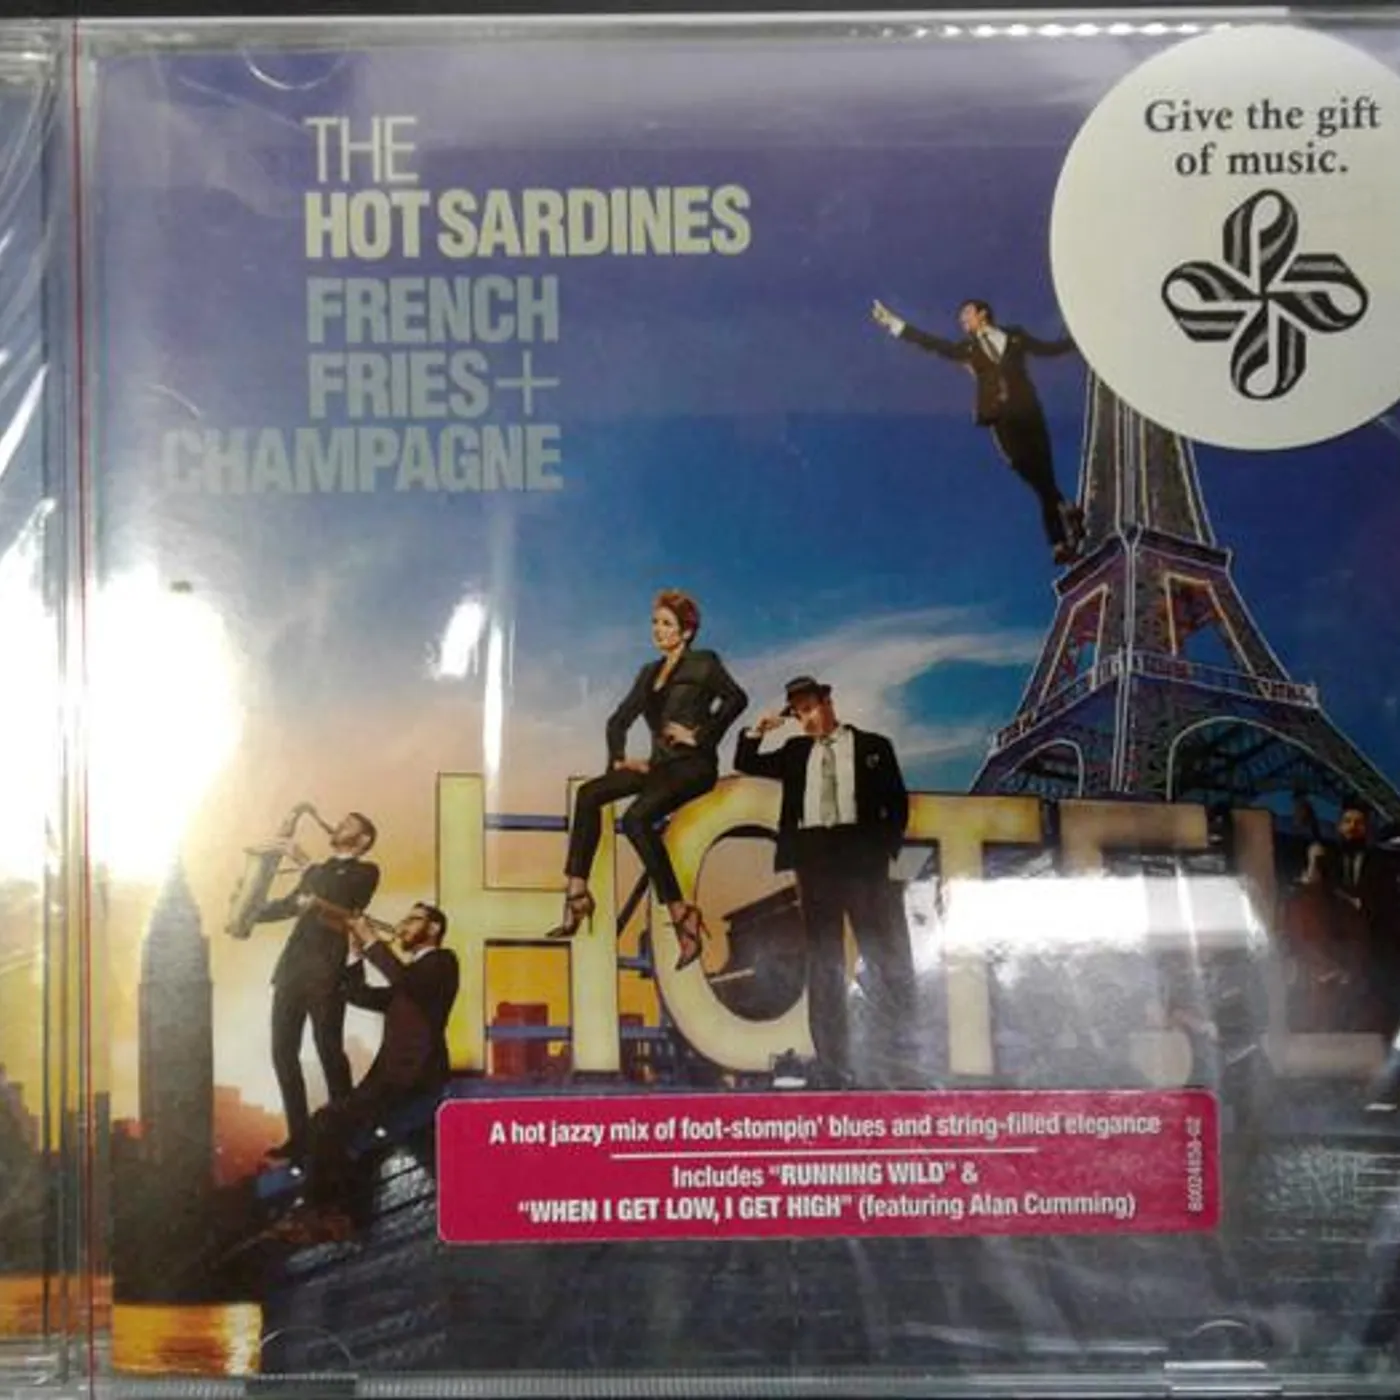 THE
HOT SARDINES
FRENCH
FRIES+
CHAMPAGNE
Give the gift
of music.
HOTEL
A hot jazzy mix of foot-stompin' blues and string-filled elegance
Includes "RUNNING WILD" &
"WHEN I GET LOW, I GET HIGH" (featuring Alan Cumming)